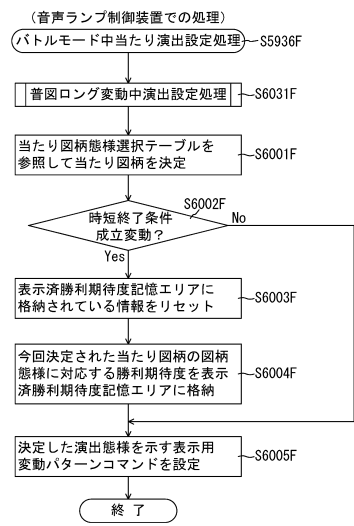 (音声ランプ制御装置での処理)
バトルモード中当たり演出設定処理
S5936F
普図ロング変動中演出設定処理
S6031F
当たり図柄態様選択テーブルを
参照して当たり図柄を決定
S6001F
S6002F
時短終了条件
成立変動?
No
Yes
表示済勝利期待度記憶エリアに
格納されている情報をリセット
S6003F
今回決定された当たり図柄の図柄
態様に対応する勝利期待度を表示
済勝利期待度記憶エリアに格納
S6004F
決定した演出態様を示す表示用
変動パターンコマンドを設定
S6005F
終了